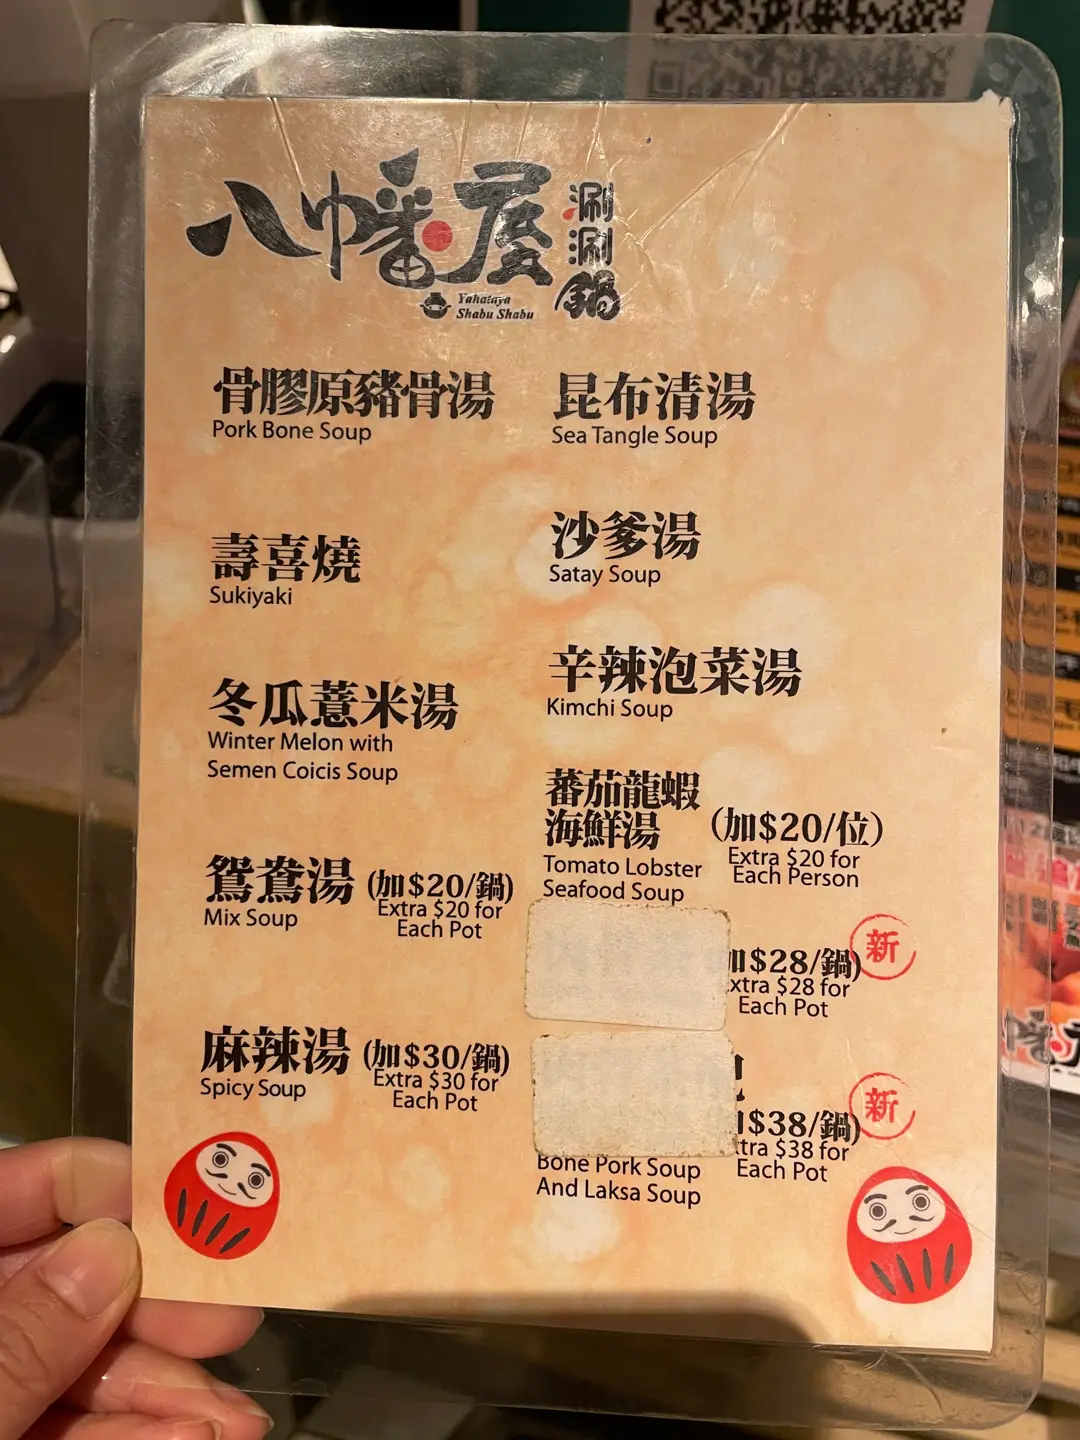 八幡屋
涮涮鍋
Yahataya
Shabu Shabu
骨膠原豬骨湯
Pork Bone Soup
壽喜燒
Sukiyaki
冬瓜薏米湯
Winter Melon with
Semen Coicis Soup
鴛鴦湯 (加$20/鍋)
Mix Soup
Extra $20 for
Each Pot
麻辣湯 (加$30/鍋)
Spicy Soup
Extra $30 for
Each Pot
昆布清湯
Sea Tangle Soup
沙爹湯
Satay Soup
辛辣泡菜湯
Kimchi Soup
蕃茄龍蝦
海鮮湯
(加$20/位)
Tomato Lobster
Seafood Soup
Extra $20 for
Each Person
$28/鍋)
$28 for
Each Pot
新
$38/鍋)
$38 for
Each Pot
新
Bone Pork Soup
And Laksa Soup